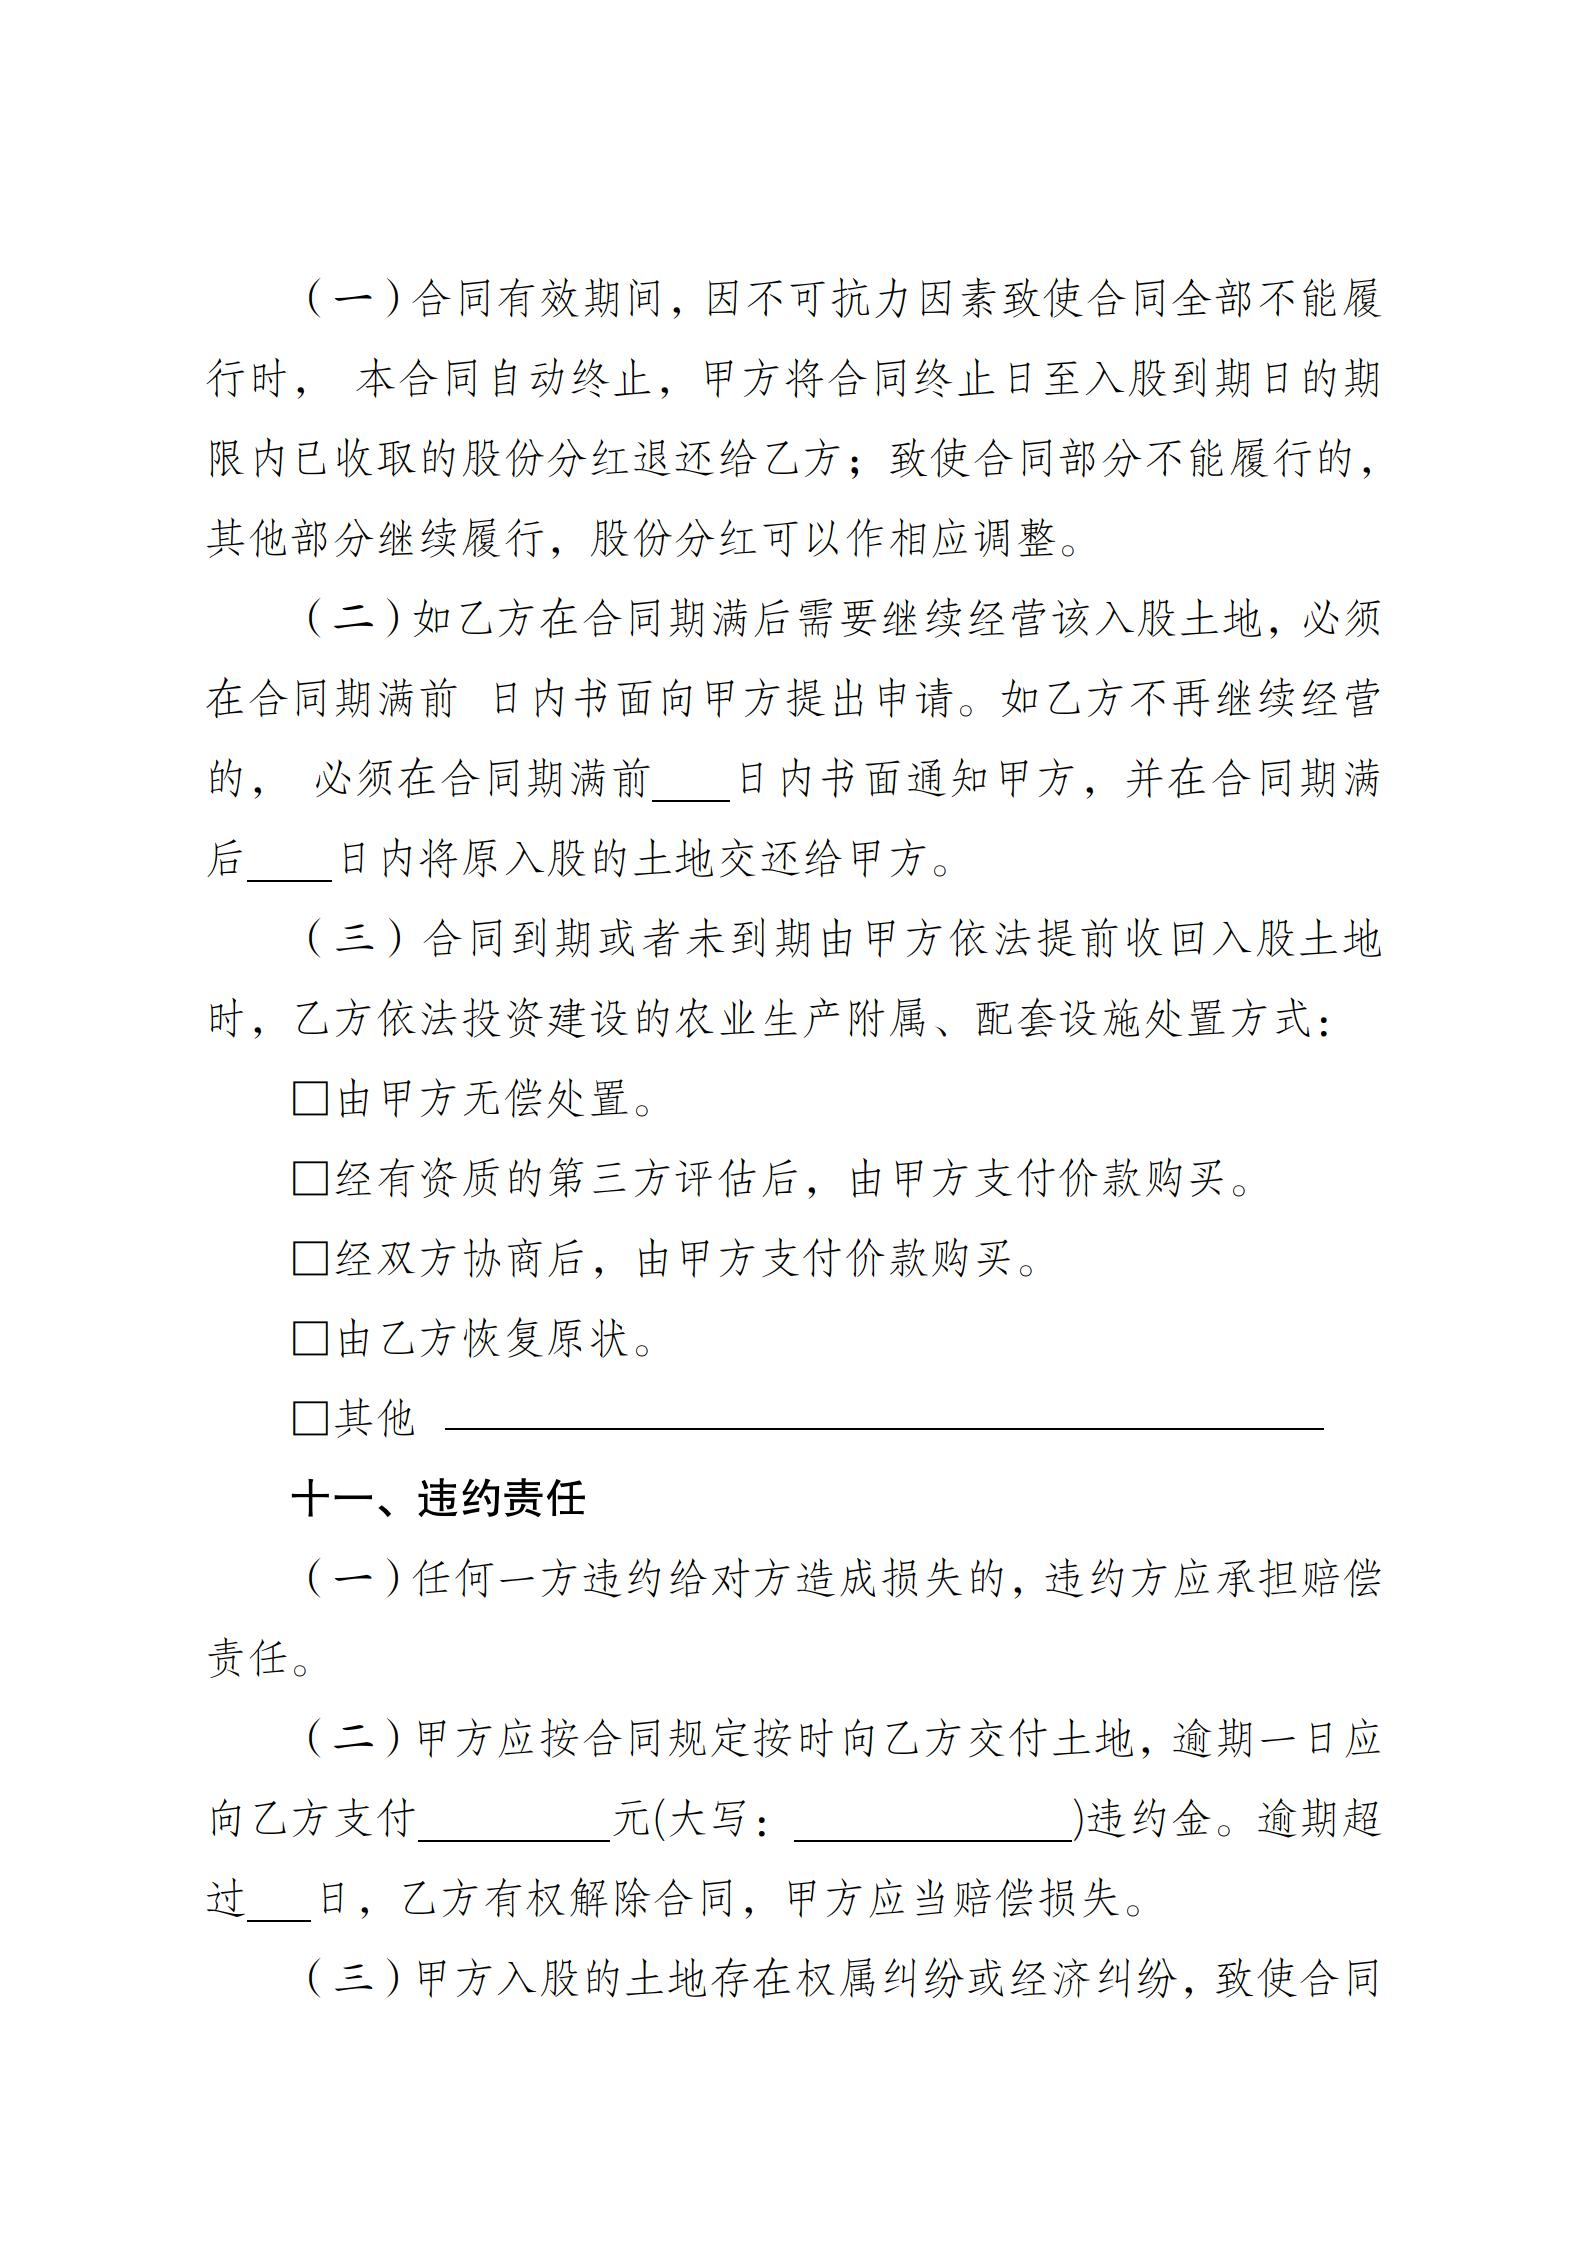 （一）合同有效期间，因不可抗力因素致使合同全部不能履
行时， 本合同自动终止，甲方将合同终止日至入股到期日的期
限内已收取的股份分红退还给乙方；致使合同部分不能履行的，
其他部分继续履行，股份分红可以作相应调整。
（二）如乙方在合同期满后需要继续经营该入股土地，必须
在合同期满前 日内书面向甲方提出申请。如乙方不再继续经营
的， 必须在合同期满前____日内书面通知甲方，并在合同期满
后____日内将原入股的土地交还给甲方。
（三）合同到期或者未到期由甲方依法提前收回入股土地
时，乙方依法投资建设的农业生产附属、配套设施处置方式：
□由甲方无偿处置。
□经有资质的第三方评估后，由甲方支付价款购买。
□经双方协商后，由甲方支付价款购买。
□由乙方恢复原状。
□其他 ____________________
十一、违约责任
（一）任何一方违约给对方造成损失的，违约方应承担赔偿
责任。
（二）甲方应按合同规定按时向乙方交付土地，逾期一日应
向乙方支付_________元(大写：_____________)违约金。逾期超
过___日，乙方有权解除合同，甲方应当赔偿损失。
（三）甲方入股的土地存在权属纠纷或经济纠纷，致使合同